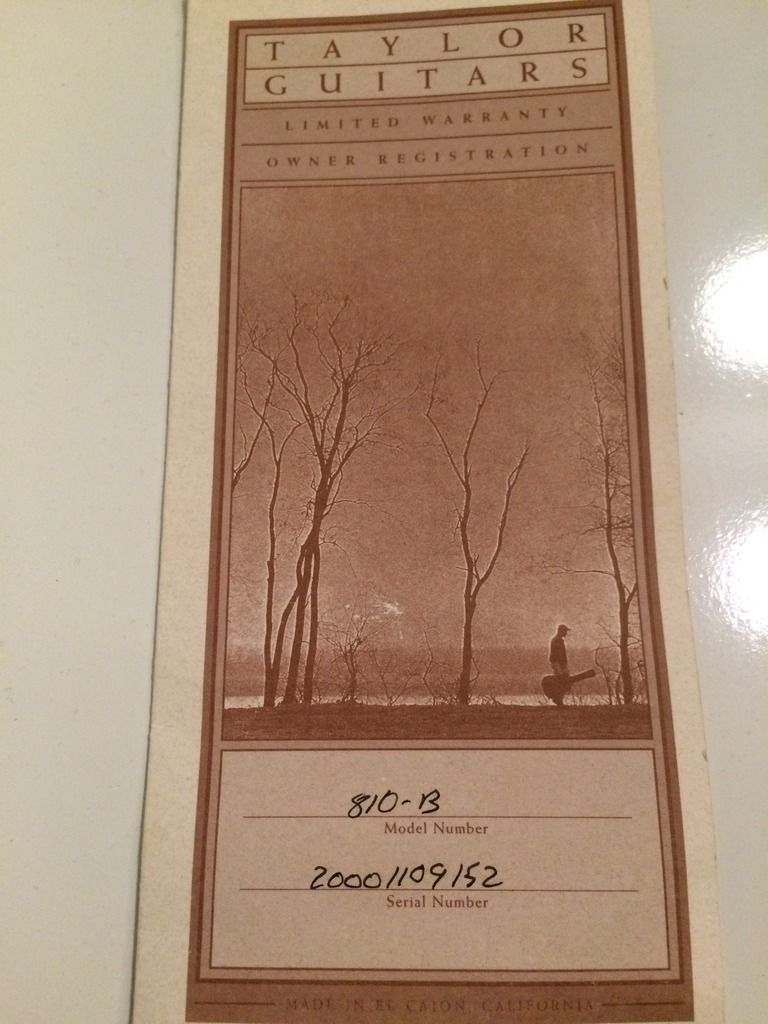 TAYLOR
GUITARS
LIMITED WARRANTY
OWNER REGISTRATION
810-B
Model Number
20001109152
Serial Number
MADE IN EL CAJON, CALIFORNIA